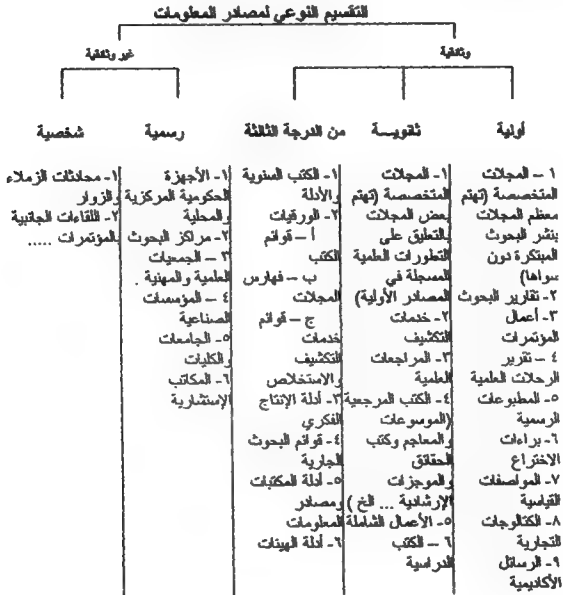 التقسيم النوعي لمصادر المعلومات
وثائقية
غير وثائقية
أولية
ثانويـــة
من الدرجة الثالثة
رسمية
شخصية
١ – المجلات
المتخصصة (تهتم
معظم المجلات
بنشر البحوث
المبتكرة دون
سواها)
٢- تقارير البحوث
٣- أعمال
المؤتمرات
٤ – تقرير
الرحلات العلمية
٥- المطبوعات
الرسمية
٦- براءات
الاختراع
٧- المواصفات
القياسية
٨- الكتالوجات
التجارية
٩- الرسائل
الأكاديمية
١- المجلات
المتخصصة (تهتم
بعض المجلات
بالتعليق على
التطورات العلمية
المسجلة في
المصادر الأولية)
٢- خدمات
التكشيف
٣- المراجعات
العلمية
٤- الكتب المرجعية
(الموسوعات
والمعاجم وكتب
الحقائق
والموجزات
الإرشادية ... الخ )
٥- الأعمال الشاملة
٦ – الكتب
الدراسية
١- الكتب السنوية
والأدلة
٢- الورقيات
أ – قوائم
الكتب
ب – فهارس
المجلات
ج – قوائم
خدمات
التكشيف
والاستخلاص
٣- أدلة الإنتاج
الفكري
٤- قوائم البحوث
الجارية
٥- أدلة المكتبات
ومصادر
المعلومات
٦- أدلة الهيئات
١- الأجهزة
الحكومية المركزية
والمحلية
٢- مراكز البحوث
٣ – الجمعيات
العلمية والمهنية .
٤ – المؤسسات
الصناعية
٥- الجامعات
والكليات
٦- المكاتب
الإستشارية
١- محادثات الزملاء
والزوار
٢- اللقاءات الجانبية
بالمؤتمرات .....